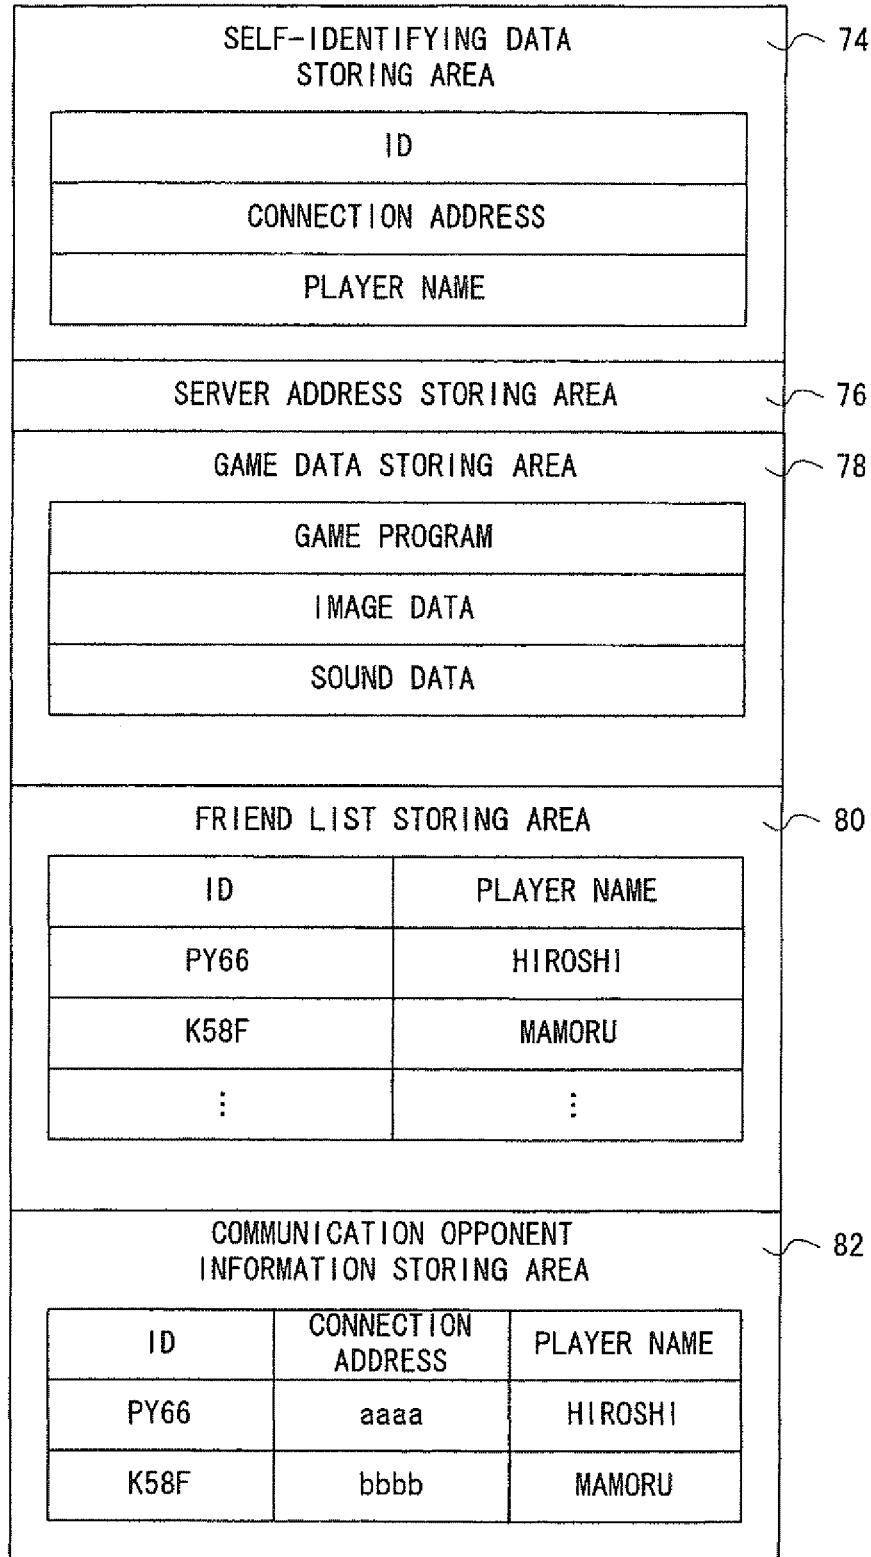 SELF-IDENTIFYING DATA 74
STORING AREA
ID
CONNECTION ADDRESS
PLAYER NAME
SERVER ADDRESS STORING AREA 76
GAME DATA STORING AREA 78
GAME PROGRAM
IMAGE DATA
SOUND DATA
FRIEND LIST STORING AREA 80
ID PLAYER NAME
PY66 HIROSHI
K58F MAMORU
⋮ ⋮
COMMUNICATION OPPONENT 82
INFORMATION STORING AREA
ID CONNECTION ADDRESS PLAYER NAME
PY66 aaaa HIROSHI
K58F bbbb MAMORU